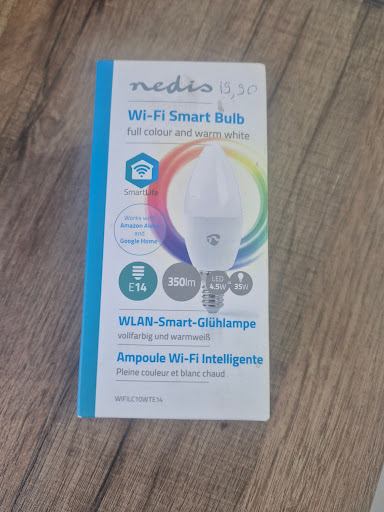 nedis 19,90
Wi-Fi Smart Bulb
full colour and warm white
SmartLife
Works with
Amazon Alexa
and
Google Home
E14
350lm
LED
4.5W
35W
WLAN-Smart-Glühlampe
vollfarbig und warmweiß
Ampoule Wi-Fi Intelligente
Pleine couleur et blanc chaud
WIFILC10WTE14